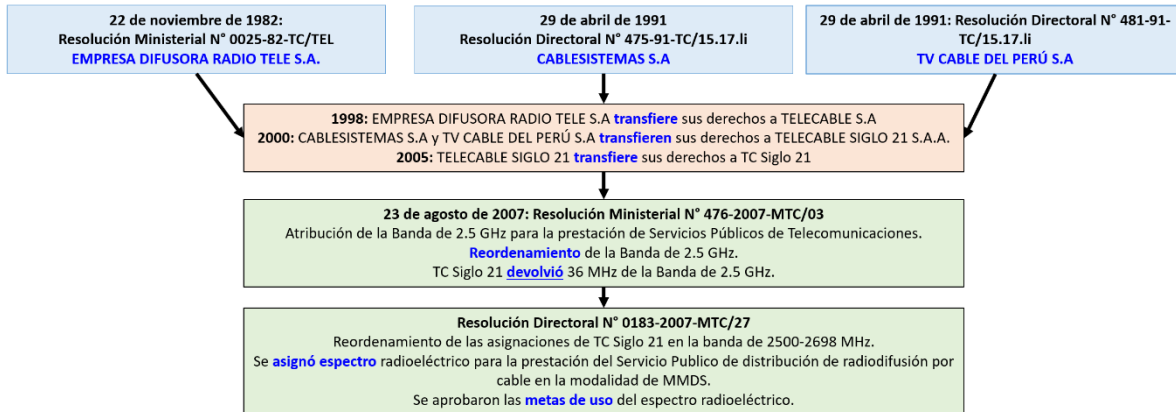 22 de noviembre de 1982:
Resolución Ministerial N° 0025-82-TC/TEL
EMPRESA DIFUSORA RADIO TELE S.A.
29 de abril de 1991
Resolución Directoral N° 475-91-TC/15.17.li
CABLESISTEMAS S.A
29 de abril de 1991: Resolución Directoral N° 481-91-
TC/15.17.li
TV CABLE DEL PERÚ S.A
1998: EMPRESA DIFUSORA RADIO TELE S.A transfiere sus derechos a TELECABLE S.A
2000: CABLESISTEMAS S.A y TV CABLE DEL PERÚ S.A transfieren sus derechos a TELECABLE SIGLO 21 S.A.A.
2005: TELECABLE SIGLO 21 transfiere sus derechos a TC Siglo 21
23 de agosto de 2007: Resolución Ministerial N° 476-2007-MTC/03
Atribución de la Banda de 2.5 GHz para la prestación de Servicios Públicos de Telecomunicaciones.
Reordenamiento de la Banda de 2.5 GHz.
TC Siglo 21 devolvió 36 MHz de la Banda de 2.5 GHz.
Resolución Directoral N° 0183-2007-MTC/27
Reordenamiento de las asignaciones de TC Siglo 21 en la banda de 2500-2698 MHz.
Se asignó espectro radioeléctrico para la prestación del Servicio Publico de distribución de radiodifusión por
cable en la modalidad de MMDS.
Se aprobaron las metas de uso del espectro radioeléctrico.